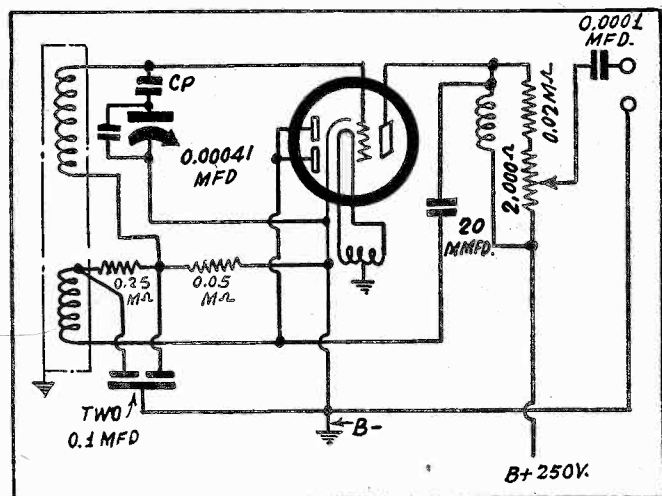 0.0001
MFD.
CP
0.00041
MFD
0.02MΩ
2,000Ω
20
MMFD.
0.25
MΩ
0.05
MΩ
TWO
0.1 MFD
B-
B+ 250V.